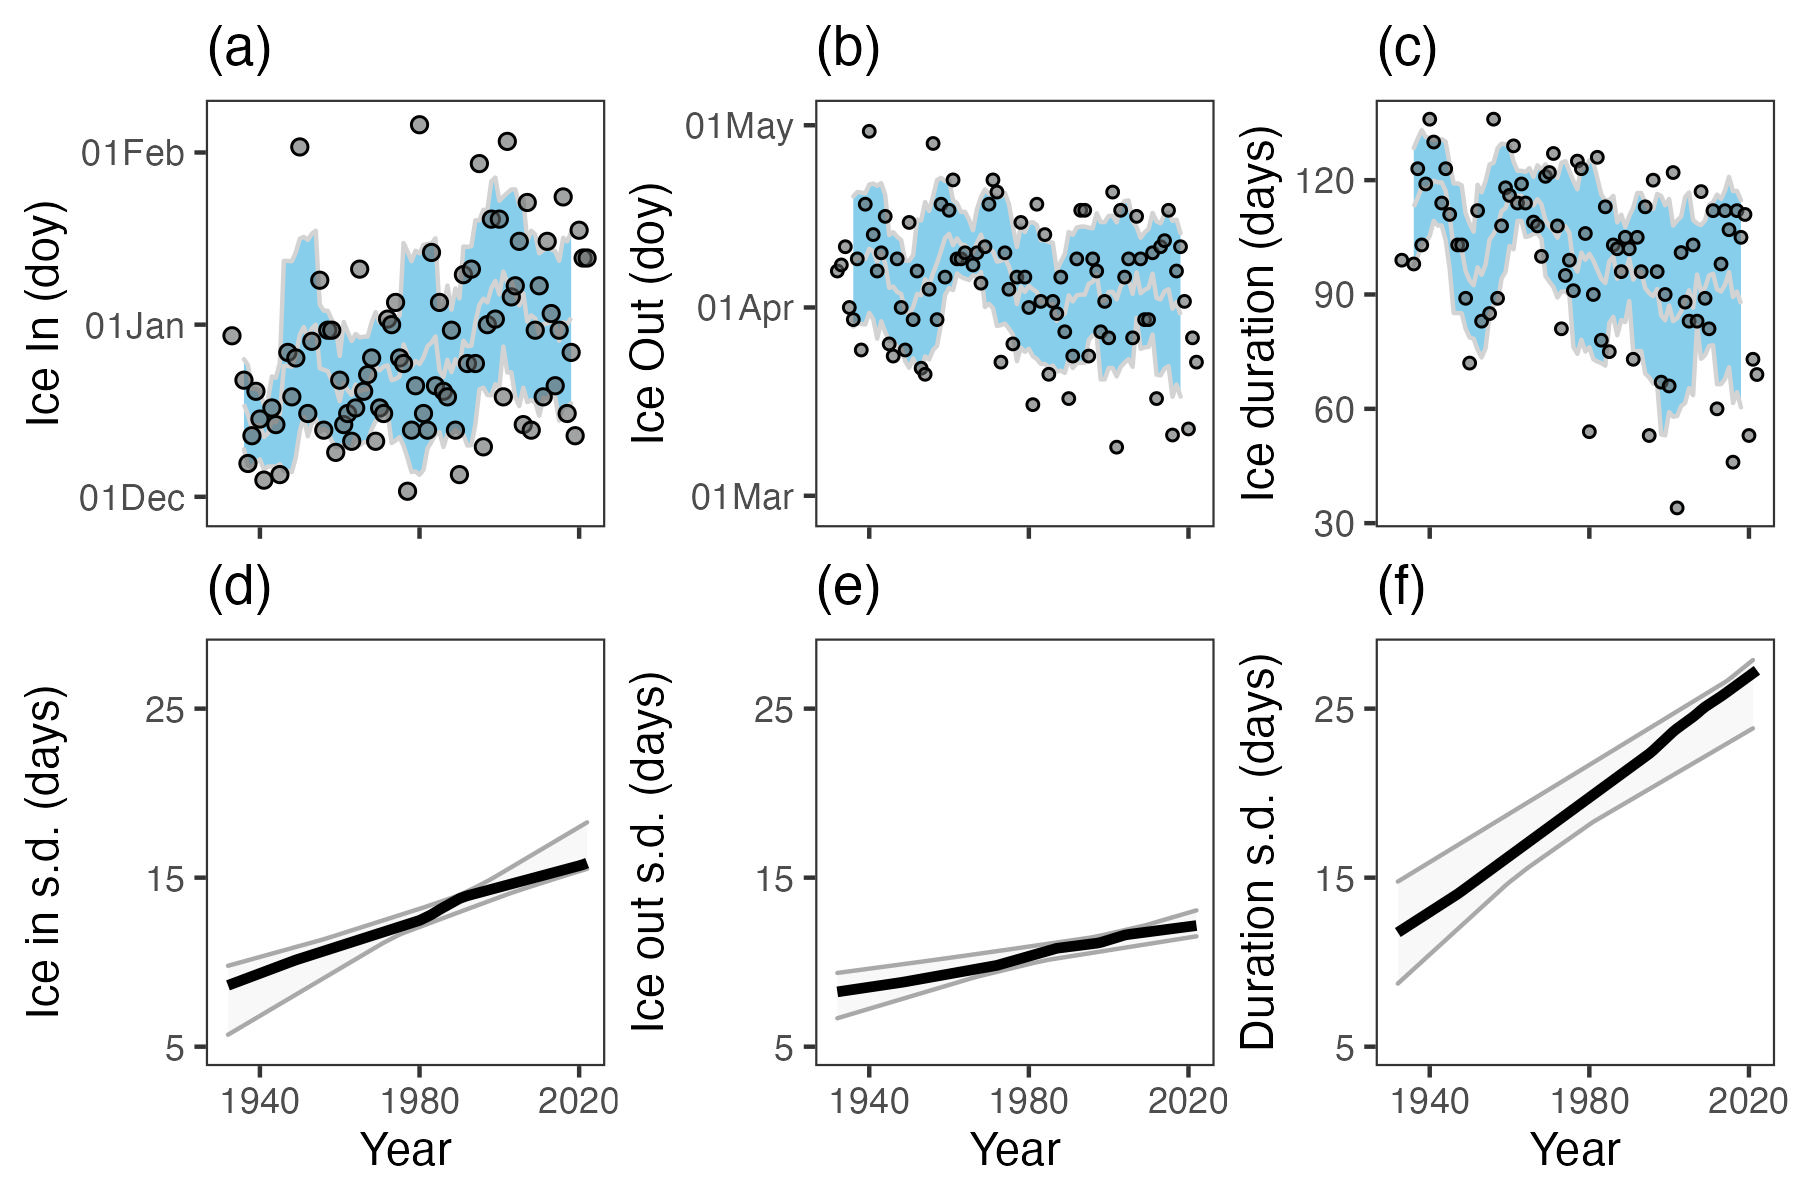 (a)
(b)
(c)
Ice In (doy)
01Feb
01Jan
01Dec
Ice Out (doy)
01May
01Apr
01Mar
Ice duration (days)
120
90
60
30
(d)
(e)
(f)
Ice in s.d. (days)
25
15
5
1940
1980
2020
Year
Ice out s.d. (days)
25
15
5
1940
1980
2020
Year
Duration s.d. (days)
25
15
5
1940
1980
2020
Year